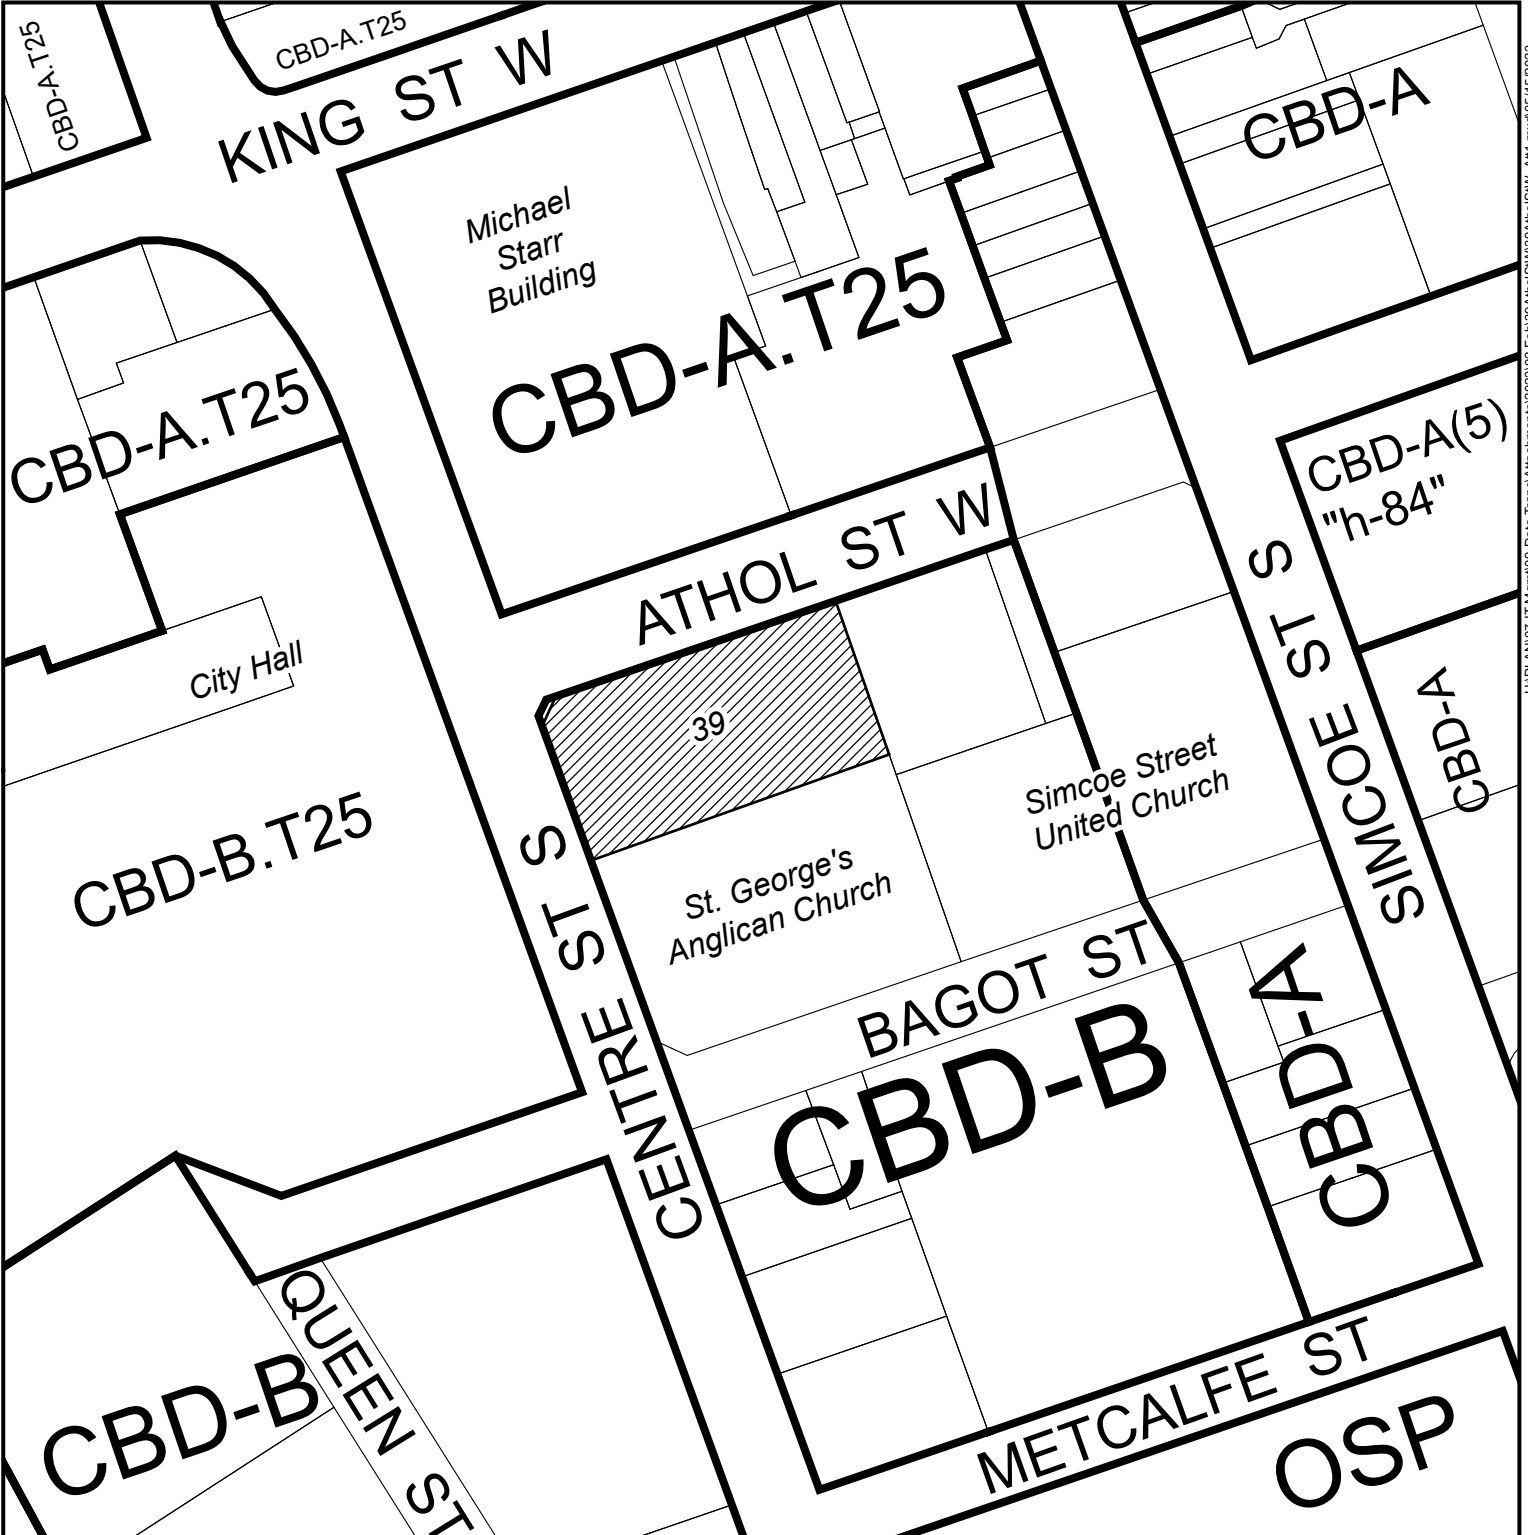 CBD-A.T25
CBD-A.T25
KING ST W
CBD-A
Michael
Starr
Building
CBD-A.T25
CBD-A.T25
CBD-A(5)
"h-84"
ATHOL ST W
City Hall
39
SIMCOE ST S
CBD-A
Simcoe Street
United Church
CBD-B.T25
CENTRE ST S
St. George's
Anglican Church
BAGOT ST
CBD-B
CBD-A
CBD-B
QUEEN ST
METCALFE ST
OSP